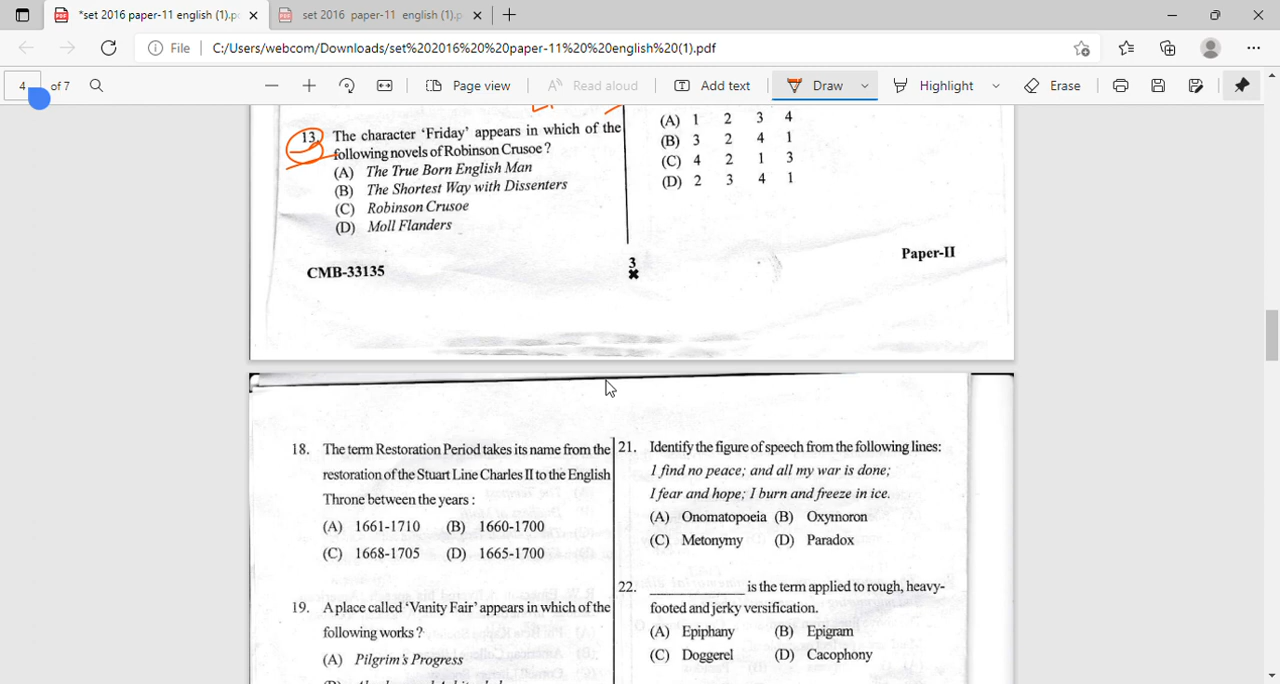 *set 2016 paper-11 english (1).p
set 2016 paper-11 english (1).p
File
C:/Users/webcom/Downloads/set%202016%20%20paper-11%20%20english%20(1).pdf
4 of 7
Page view
Read aloud
Add text
Draw
Highlight
Erase
13. The character ‘Friday’ appears in which of the
following novels of Robinson Crusoe ?
(A) The True Born English Man
(B) The Shortest Way with Dissenters
(C) Robinson Crusoe
(D) Moll Flanders
(A) 1 2 3 4
(B) 3 2 4 1
(C) 4 2 1 3
(D) 2 3 4 1
CMB-33135
3
Paper-II
18. The term Restoration Period takes its name from the
restoration of the Stuart Line Charles II to the English
Throne between the years :
(A) 1661-1710 (B) 1660-1700
(C) 1668-1705 (D) 1665-1700
19. A place called ‘Vanity Fair’ appears in which of the
following works ?
(A) Pilgrim's Progress
21. Identify the figure of speech from the following lines:
I find no peace; and all my war is done;
I fear and hope; I burn and freeze in ice.
(A) Onomatopoeia (B) Oxymoron
(C) Metonymy (D) Paradox
22. ____________ is the term applied to rough, heavy-
footed and jerky versification.
(A) Epiphany (B) Epigram
(C) Doggerel (D) Cacophony